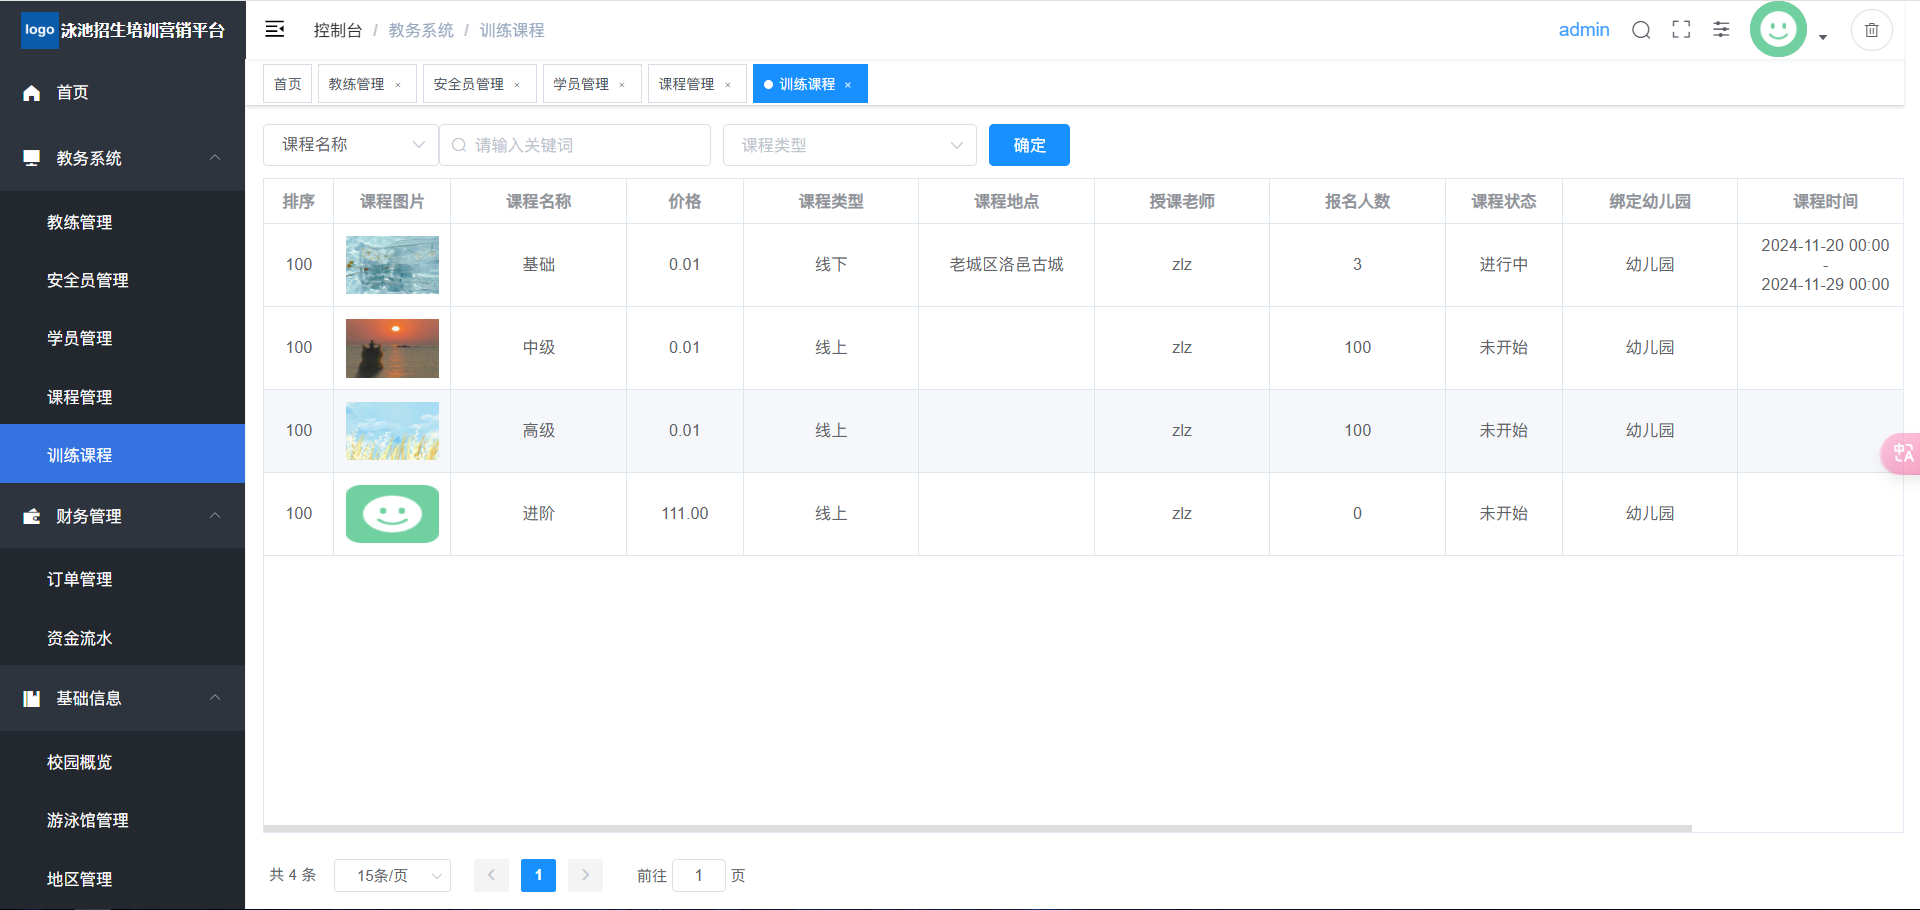 logo 泳池招生培训营销平台
控制台 / 教务系统 / 训练课程
admin
首页
教务系统
教练管理
安全员管理
学员管理
课程管理
训练课程
财务管理
订单管理
资金流水
基础信息
校园概览
游泳馆管理
地区管理
首页 教练管理 × 安全员管理 × 学员管理 × 课程管理 × 训练课程 ×
课程名称 请输入关键词 课程类型 确定
排序 课程图片 课程名称 价格 课程类型 课程地点 授课老师 报名人数 课程状态 绑定幼儿园 课程时间
100 基础 0.01 线下 老城区洛邑古城 zlz 3 进行中 幼儿园 2024-11-20 00:00
-
2024-11-29 00:00
100 中级 0.01 线上 zlz 100 未开始 幼儿园
100 高级 0.01 线上 zlz 100 未开始 幼儿园
100 进阶 111.00 线上 zlz 0 未开始 幼儿园
中A
共 4 条 15条/页 1 前往 1 页